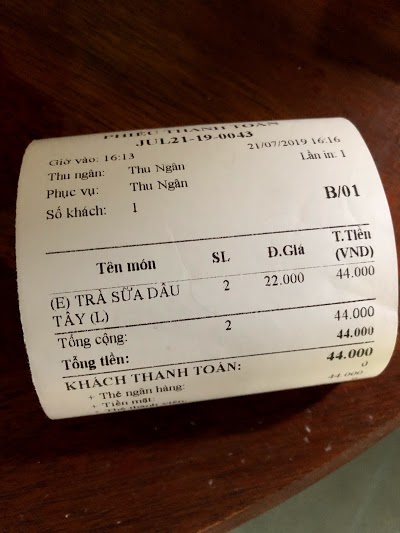 PHIẾU THANH TOÁN
JUL21-19-0043
Giờ vào: 16:13 21/07/2019 16:16
Thu ngân: Thu Ngân Lần in: 1
Phục vụ: Thu Ngân
Số khách: 1 B/01
Tên món SL Đ.Giá T.Tiền (VND)
(E) TRÀ SỮA DÂU 2 22.000 44.000
TÂY (L)
Tổng cộng: 2 44.000
Tổng tiền: 44.000
KHÁCH THANH TOÁN: 44.000
+ Thẻ ngân hàng: 0
+ Tiền mặt: 44.000
+ Thẻ thành viên: